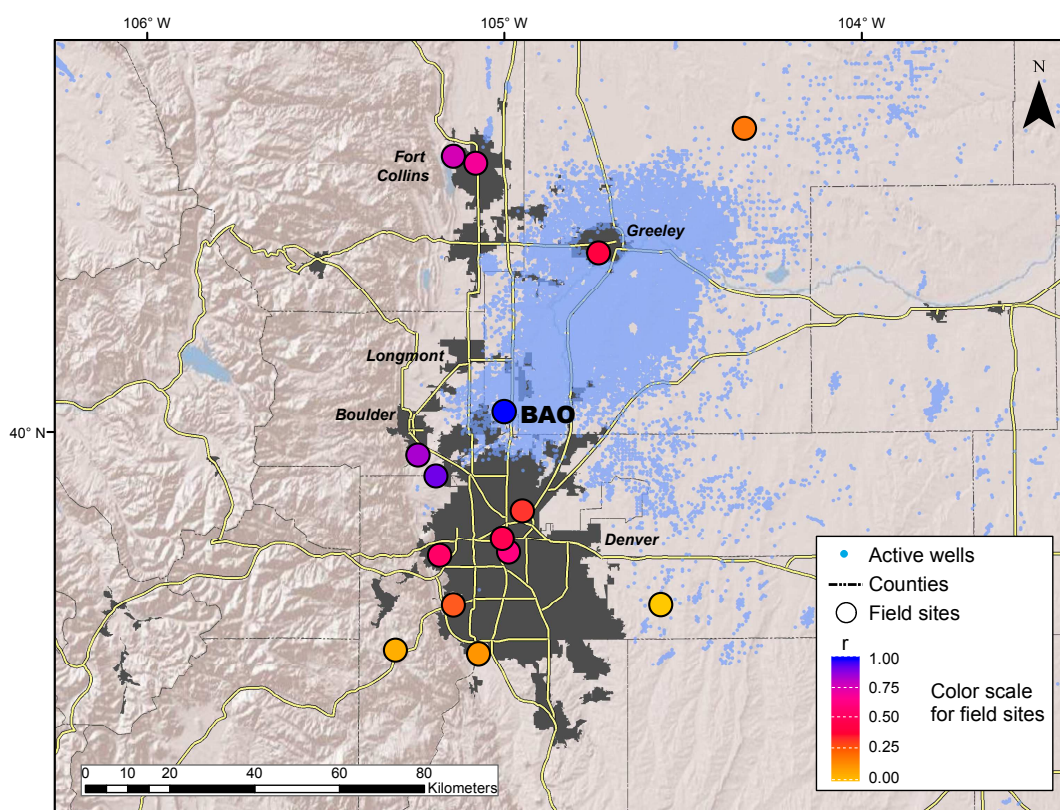 106° W
105° W
104° W
N
Fort
Collins
Greeley
Longmont
BAO
Boulder
40° N
Denver
Active wells
Counties
Field sites
r
1.00
0.75
0.50
0.25
0.00
Color scale
for field sites
0 10 20 40 60 80
Kilometers